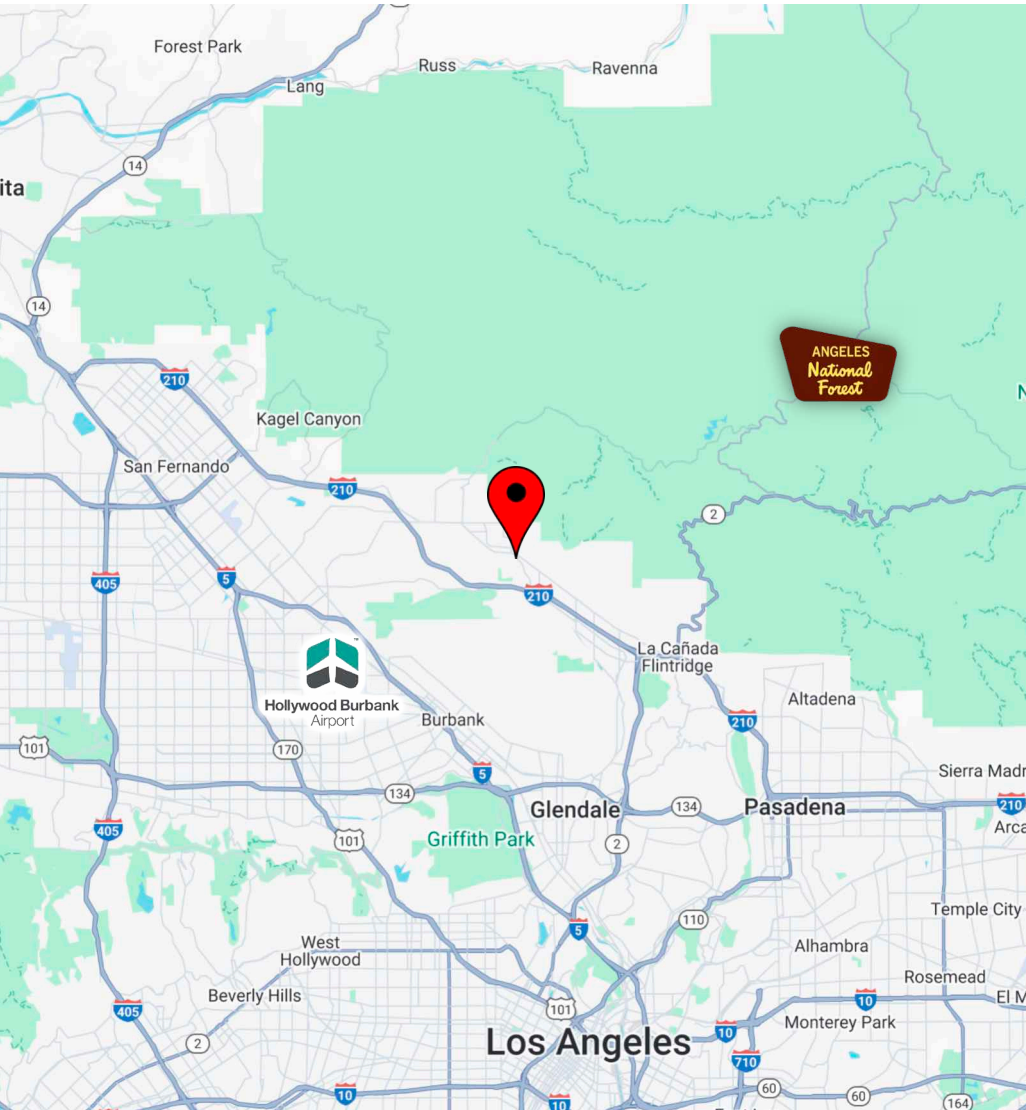 Forest Park
Russ
Ravenna
Lang
14
ita
14
ANGELES
National
Forest
210
N
Kagel Canyon
San Fernando
210
2
405
5
210
La Cañada
Flintridge
Hollywood Burbank
Airport
™
Altadena
Burbank
210
101
170
5
Sierra Madr
134
Glendale
134
Pasadena
210
405
101
Griffith Park
2
Arca
110
Temple City
5
West
Hollywood
Alhambra
Rosemead
Beverly Hills
405
101
10
El M
Monterey Park
2
Los Angeles
10
710
10
60
60
164
10